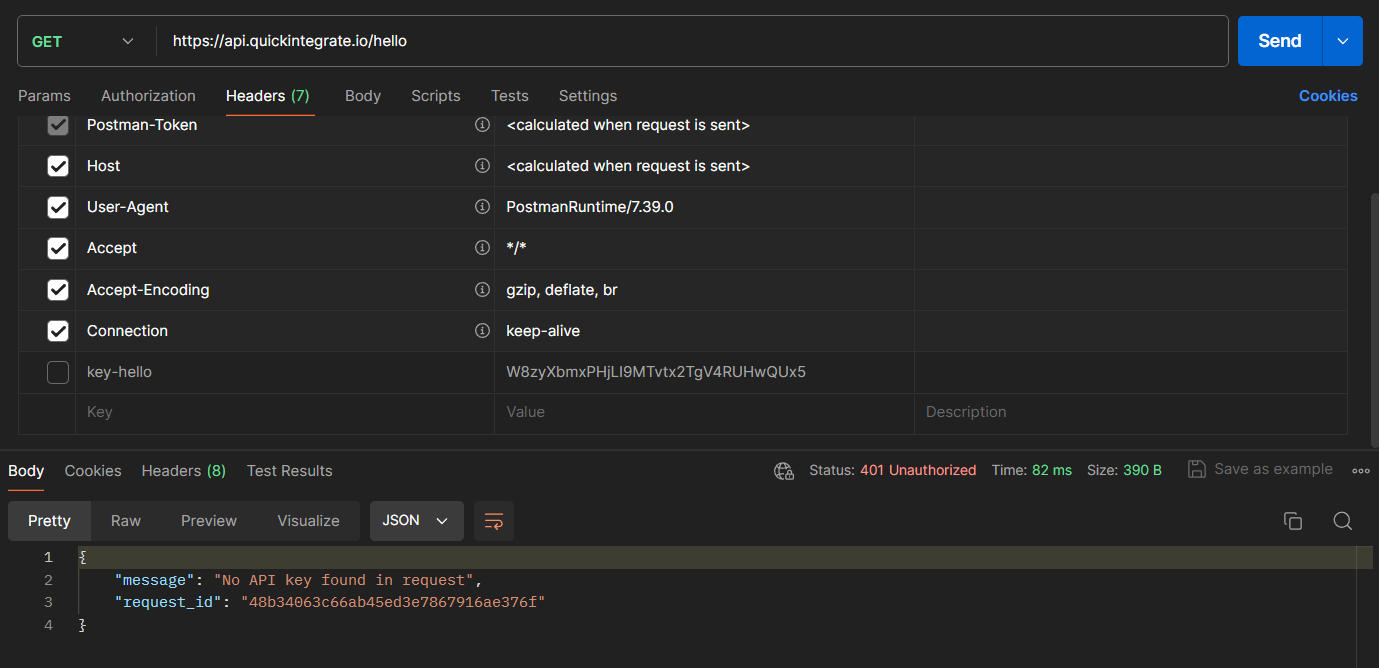 GET https://api.quickintegrate.io/hello Send
Params Authorization Headers (7) Body Scripts Tests Settings Cookies
Postman-Token <calculated when request is sent>
Host <calculated when request is sent>
User-Agent PostmanRuntime/7.39.0
Accept */*
Accept-Encoding gzip, deflate, br
Connection keep-alive
key-hello W8zyXbmxPHjLI9MTvtx2TgV4RUHwQUx5
Key Value Description
Body Cookies Headers (8) Test Results Status: 401 Unauthorized Time: 82 ms Size: 390 B Save as example
Pretty Raw Preview Visualize JSON
1 {
2 "message": "No API key found in request",
3 "request_id": "48b34063c66ab45ed3e7867916ae376f"
4 }